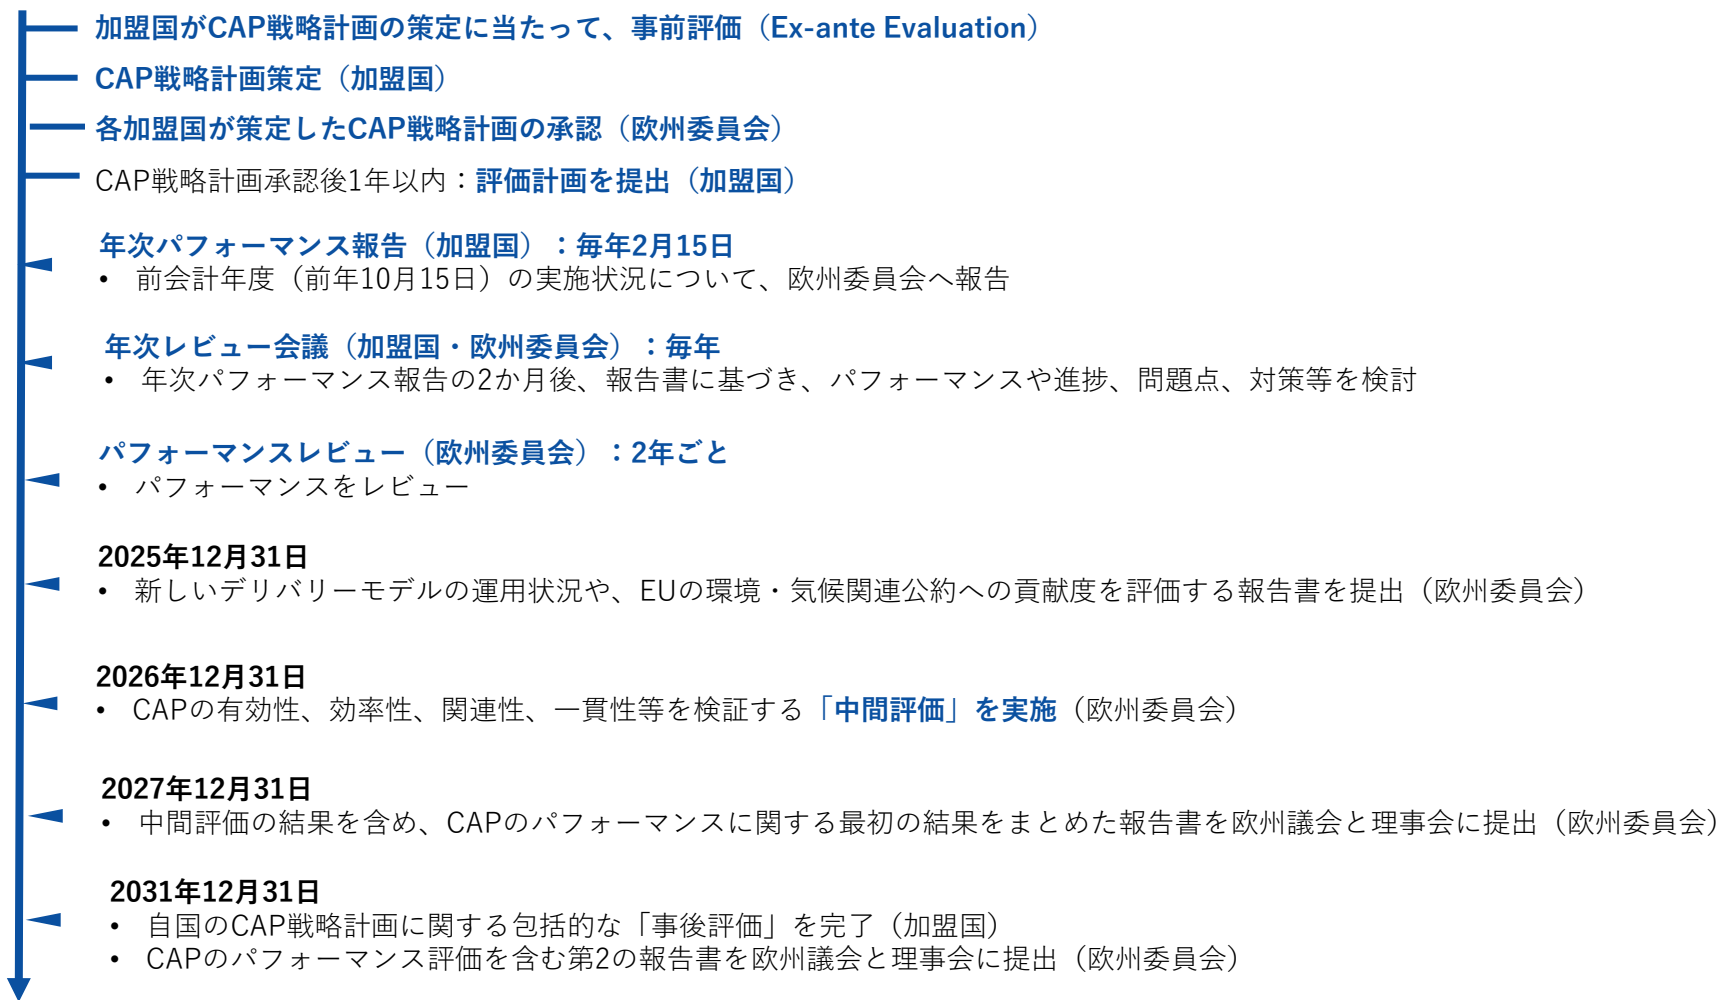 加盟国がCAP戦略計画の策定に当たって、事前評価（Ex-ante Evaluation）
CAP戦略計画策定（加盟国）
各加盟国が策定したCAP戦略計画の承認（欧州委員会）
CAP戦略計画承認後1年以内：評価計画を提出（加盟国）
年次パフォーマンス報告（加盟国）：毎年2月15日
• 前会計年度（前年10月15日）の実施状況について、欧州委員会へ報告
年次レビュー会議（加盟国・欧州委員会）：毎年
• 年次パフォーマンス報告の2か月後、報告書に基づき、パフォーマンスや進捗、問題点、対策等を検討
パフォーマンスレビュー（欧州委員会）：2年ごと
• パフォーマンスをレビュー
2025年12月31日
• 新しいデリバリーモデルの運用状況や、EUの環境・気候関連公約への貢献度を評価する報告書を提出（欧州委員会）
2026年12月31日
• CAPの有効性、効率性、関連性、一貫性等を検証する「中間評価」を実施（欧州委員会）
2027年12月31日
• 中間評価の結果を含め、CAPのパフォーマンスに関する最初の結果をまとめた報告書を欧州議会と理事会に提出（欧州委員会）
2031年12月31日
• 自国のCAP戦略計画に関する包括的な「事後評価」を完了（加盟国）
• CAPのパフォーマンス評価を含む第2の報告書を欧州議会と理事会に提出（欧州委員会）